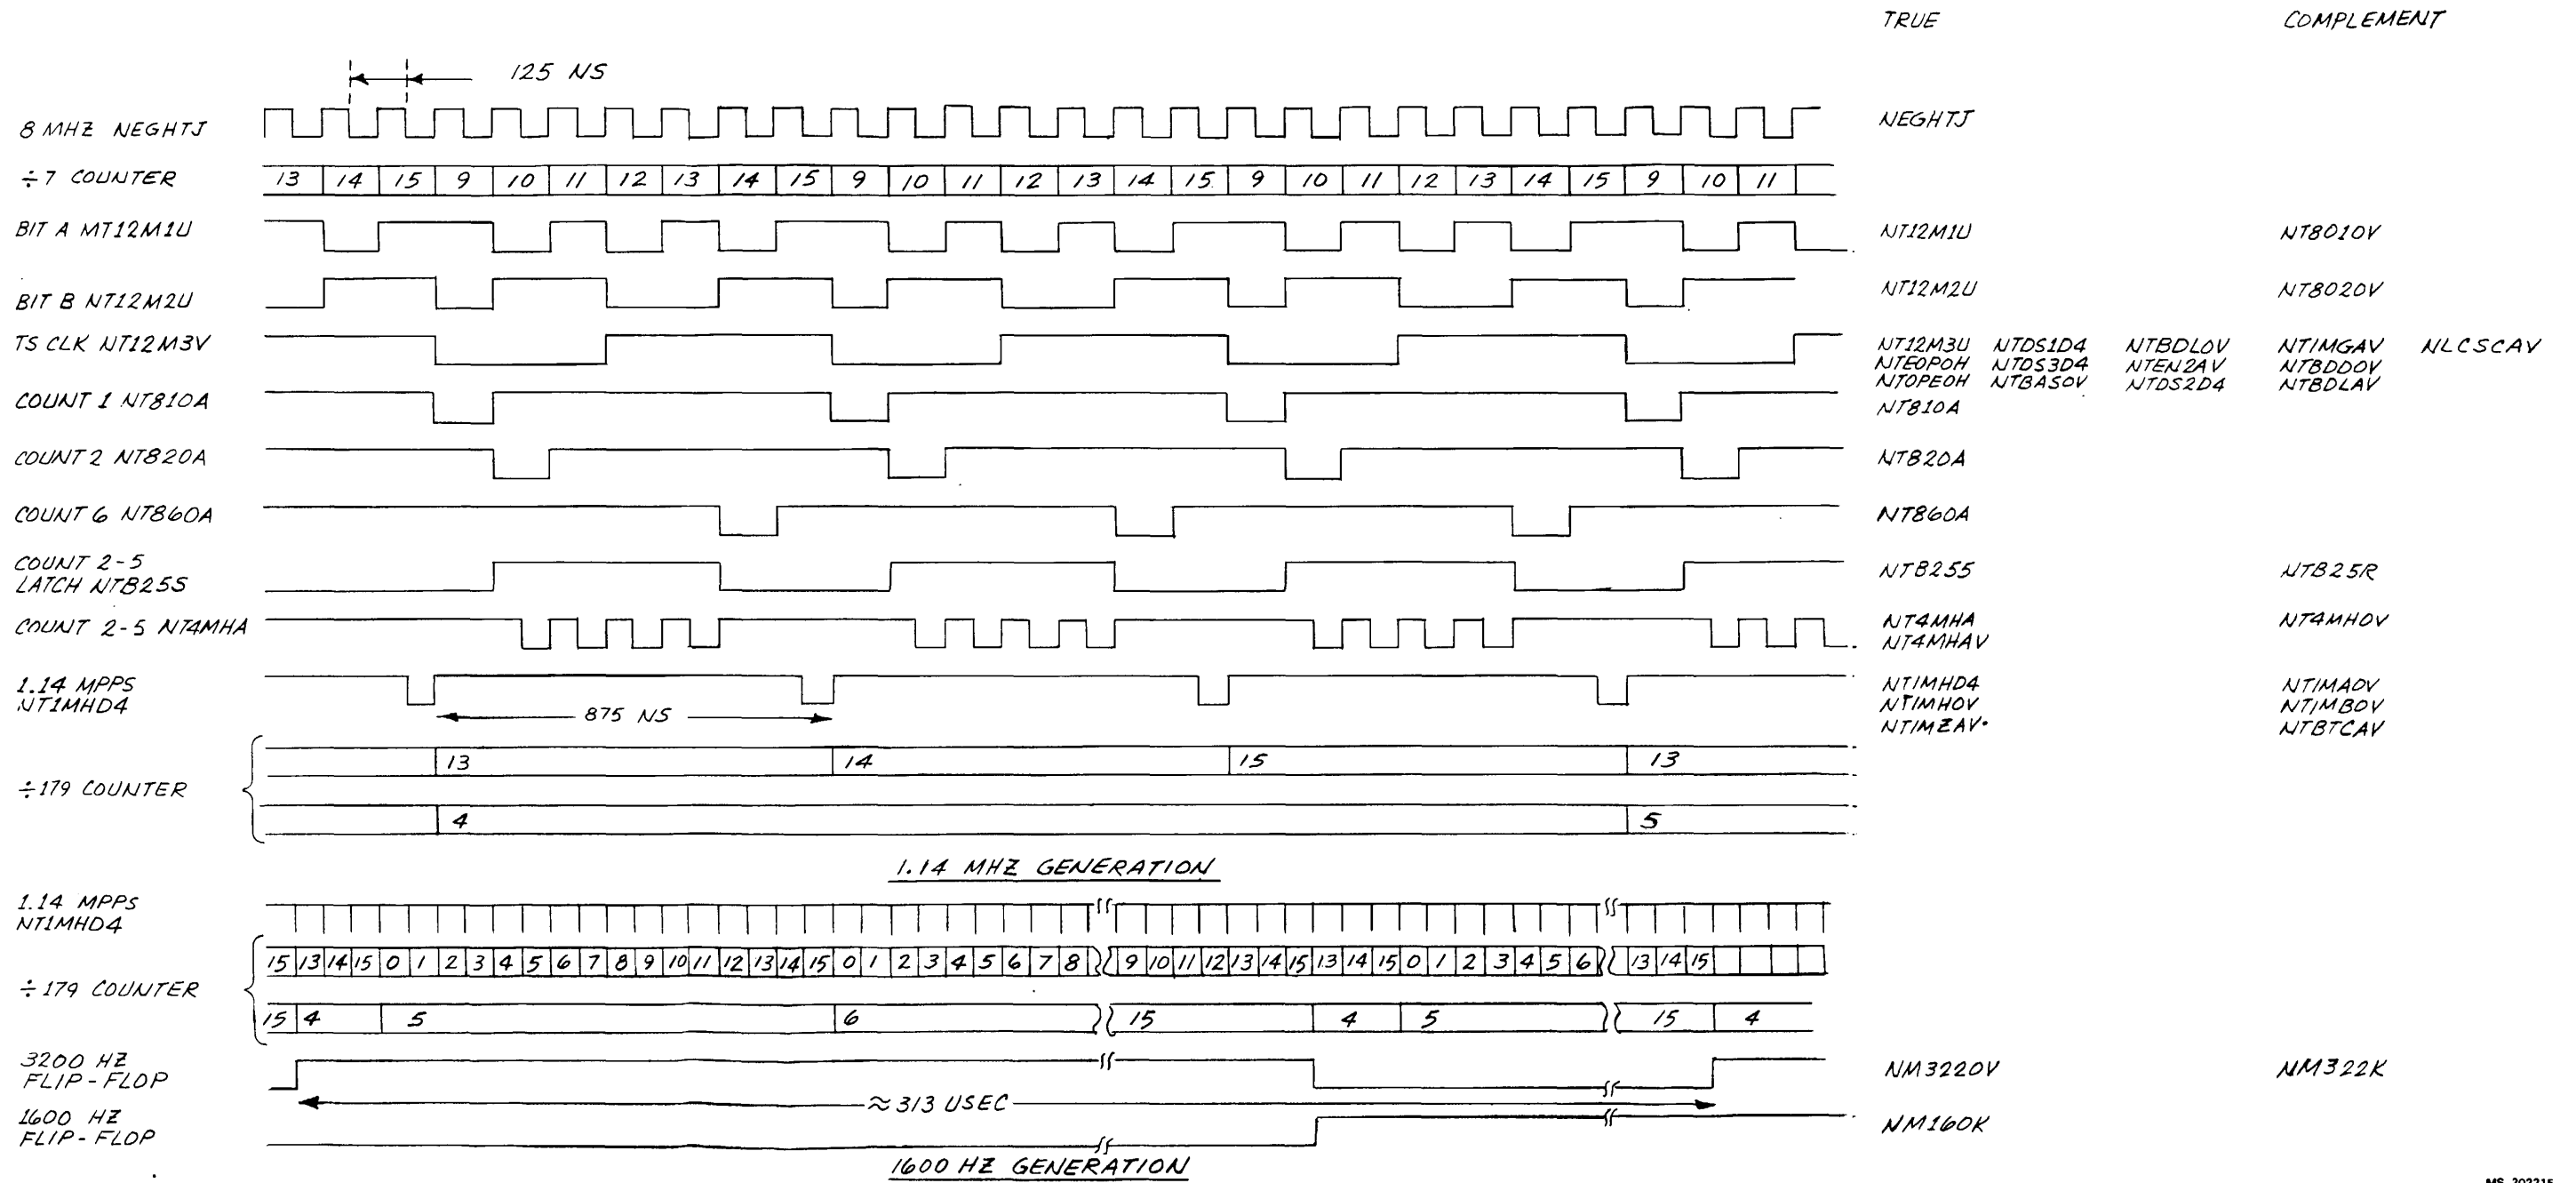 TRUE COMPLEMENT
125 NS
8 MHZ NEGHTJ NEGHTJ
÷7 COUNTER 13 14 15 9 10 11 12 13 14 15 9 10 11 12 13 14 15 9 10 11 12 13 14 15 9 10 11
BIT A MT12M1U NT12M1U NT8010V
BIT B NT12M2U NT12M2U NT8020V
TS CLK NT12M3V NT12M3U NTDS1D4 NTBDLOV NTIMGAV NLCSCAV
NTEOPOH NTDS3D4 NTEN2AV NTBDDOV
NTOPEOH NTBASOV NTDS2D4 NTBDLAV
COUNT 1 NT810A NT810A
COUNT 2 NT820A NT820A
COUNT 6 NT860A NT860A
COUNT 2-5
LATCH NTB25S NTB25S NTB25R
COUNT 2-5 NT4MHA NT4MHA NT4MHOV
NT4MHAV
1.14 MPPS NT1MHD4 NT1MAOV
NT1MHD4 NT1MHOV NT1MBOV
875 NS NT1MZAV NTBTCAV
13 14 15 13
÷179 COUNTER
4 5
1.14 MHZ GENERATION
1.14 MPPS
NT1MHD4
15 13 14 15 0 1 2 3 4 5 6 7 8 9 10 11 12 13 14 15 0 1 2 3 4 5 6 7 8 9 10 11 12 13 14 15 13 14 15 0 1 2 3 4 5 6 13 14 15
÷179 COUNTER
15 4 5 6 15 4 5 15 4
3200 HZ
FLIP-FLOP NM3220V NM322K
≈313 USEC
1600 HZ
FLIP-FLOP NM160K
1600 HZ GENERATION
MS 202215